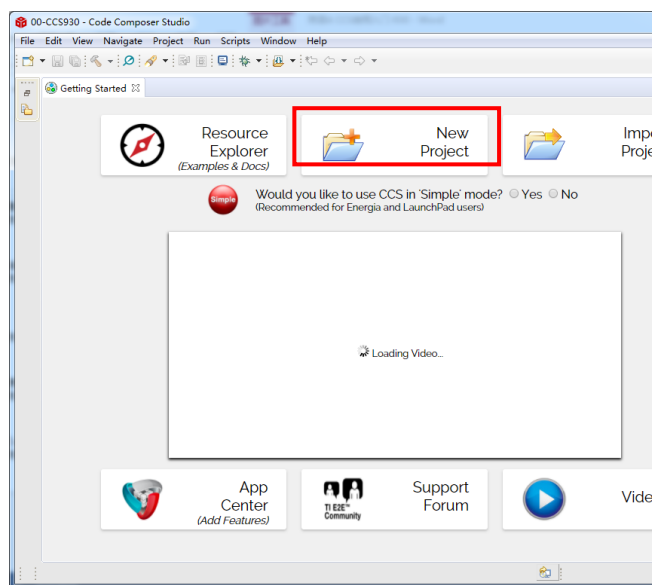 00-CCS930 - Code Composer Studio
File Edit View Navigate Project Run Scripts Window Help
Getting Started
Resource
Explorer
(Examples & Docs)
New
Project
Impo
Proje
Simple
Would you like to use CCS in 'Simple' mode? Yes No
(Recommended for Energia and LaunchPad users)
Loading Video...
App
Center
(Add Features)
TI E2E™
Community
Support
Forum
Vide